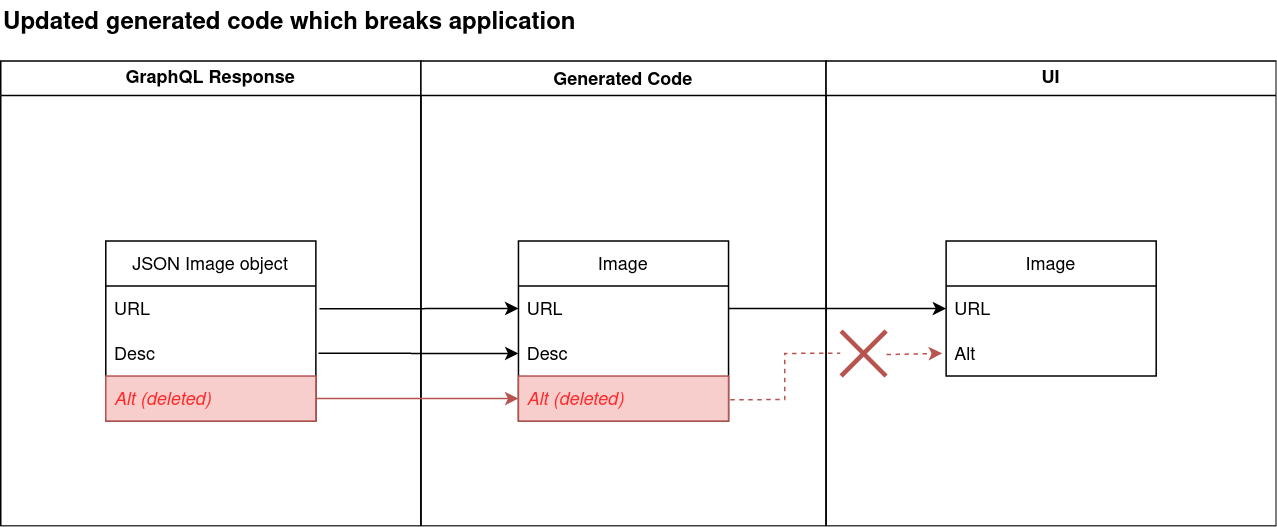 Updated generated code which breaks application
GraphQL Response
Generated Code
UI
JSON Image object
URL
Desc
Alt (deleted)
Image
URL
Desc
Alt (deleted)
Image
URL
Alt